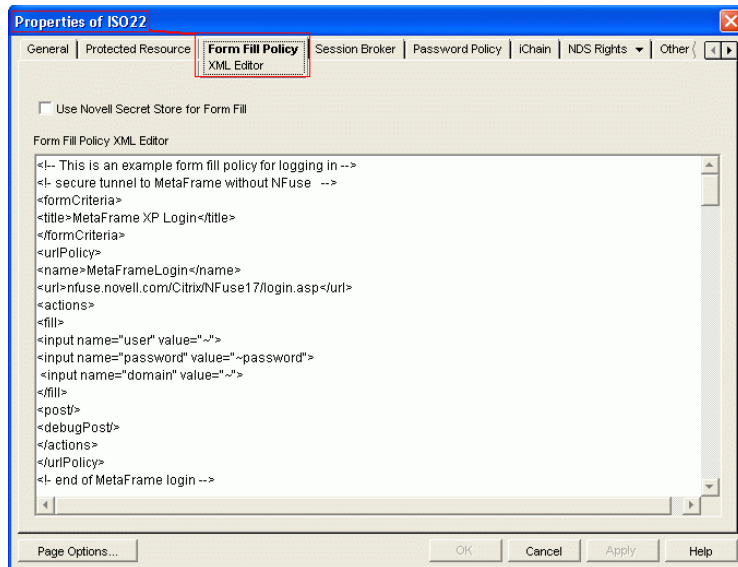 Properties of ISO22
General | Protected Resource | Form Fill Policy | Session Broker | Password Policy | iChain | NDS Rights | Other
XML Editor
Use Novell Secret Store for Form Fill
Form Fill Policy XML Editor
<!-- This is an example form fill policy for logging in -->
<!- secure tunnel to MetaFrame without NFuse -->
<formCriteria>
<title>MetaFrame XP Login</title>
</formCriteria>
<urlPolicy>
<name>MetaFrameLogin</name>
<url>nfuse.novell.com/Citrix/NFuse17/login.asp</url>
<actions>
<fill>
<input name="user" value="~">
<input name="password" value="~password">
<input name="domain" value="~">
</fill>
<post/>
<debugPost/>
</actions>
</urlPolicy>
<!- end of MetaFrame login -->
Page Options... OK Cancel Apply Help